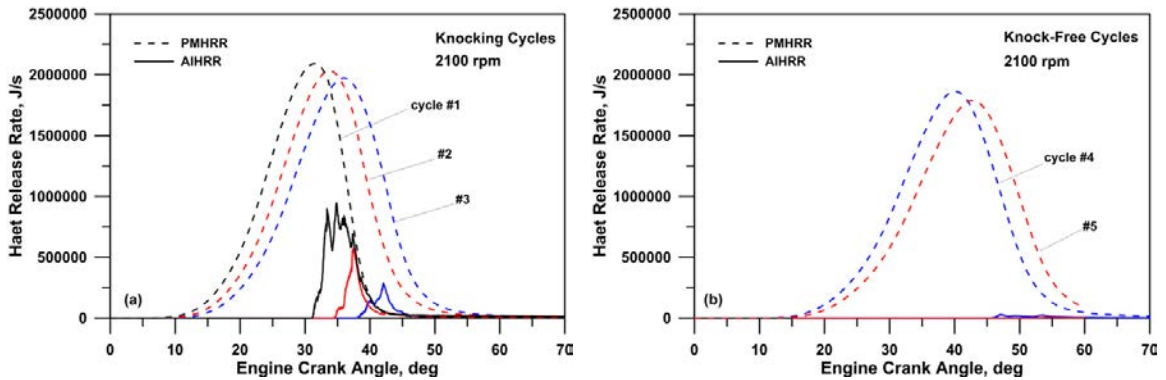 2500000
2000000
1500000
1000000
500000
0
Haet Release Rate, J/s
PMHRR
AIHRR
Knocking Cycles
2100 rpm
cycle #1
#2
#3
(a)
0 10 20 30 40 50 60 70
Engine Crank Angle, deg
2500000
2000000
1500000
1000000
500000
0
Haet Release Rate, J/s
PMHRR
AIHRR
Knock-Free Cycles
2100 rpm
cycle #4
#5
(b)
0 10 20 30 40 50 60 70
Engine Crank Angle, deg